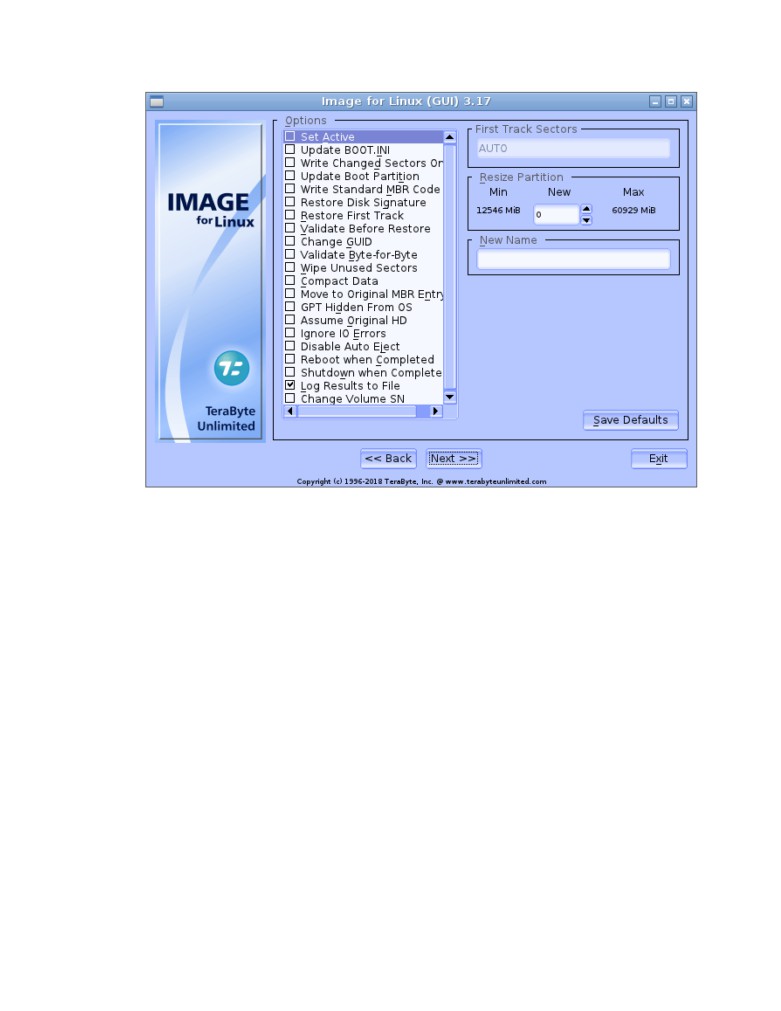 Image for Linux (GUI) 3.17
IMAGE
for Linux
TeraByte
Unlimited
Options
Set Active
Update BOOT.INI
Write Changed Sectors Or
Update Boot Partition
Write Standard MBR Code
Restore Disk Signature
Restore First Track
Validate Before Restore
Change GUID
Validate Byte-for-Byte
Wipe Unused Sectors
Compact Data
Move to Original MBR Entry
GPT Hidden From OS
Assume Original HD
Ignore IO Errors
Disable Auto Eject
Reboot when Completed
Shutdown when Complete
Log Results to File
Change Volume SN
First Track Sectors
AUTO
Resize Partition
Min New Max
12546 MiB 0 60929 MiB
New Name
Save Defaults
<< Back Next >> Exit
Copyright (c) 1996-2018 TeraByte, Inc. @ www.terabyteunlimited.com